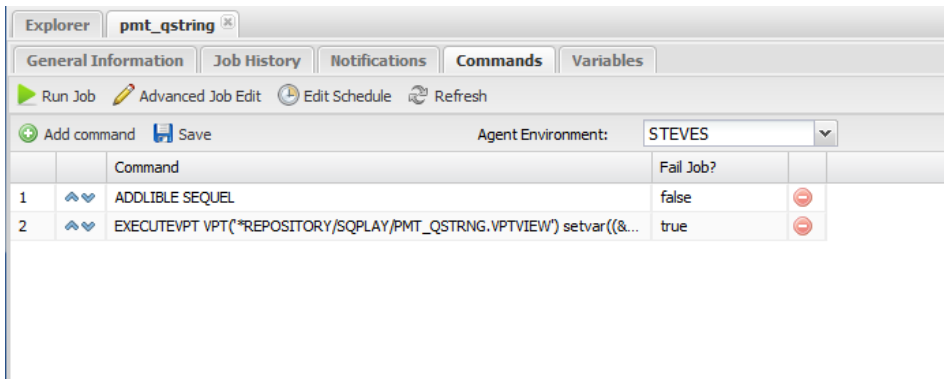 Explorer pmt_qstring
General Information Job History Notifications Commands Variables
Run Job Advanced Job Edit Edit Schedule Refresh
Add command Save Agent Environment: STEVES
Command Fail Job?
1 ADDLIBLE SEQUEL false
2 EXECUTEVPT VPT('*REPOSITORY/SQPLAY/PMT_QSTRNG.VPTVIEW') setvar((&... true